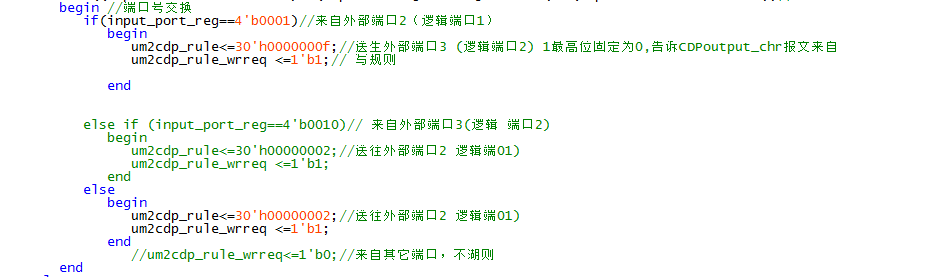 begin //端口号交换
if(input_port_reg==4'b0001)//来自外部端口2（逻辑端口1）
begin
um2cdp_rule<=30'h0000000f;//送生外部端口3 (逻辑端口2) 1最高位固定为0,告诉CDPoutput_chr报文来自
um2cdp_rule_wrreq <=1'b1;// 写规则
end
else if (input_port_reg==4'b0010)// 来自外部端口3(逻辑 端口2)
begin
um2cdp_rule<=30'h00000002;//送往外部端口2 逻辑端01)
um2cdp_rule_wrreq <=1'b1;
end
else
begin
um2cdp_rule<=30'h00000002;//送往外部端口2 逻辑端01)
um2cdp_rule_wrreq <=1'b1;
end
//um2cdp_rule_wrreq<=1'b0;//来自其它端口，不湖则
end